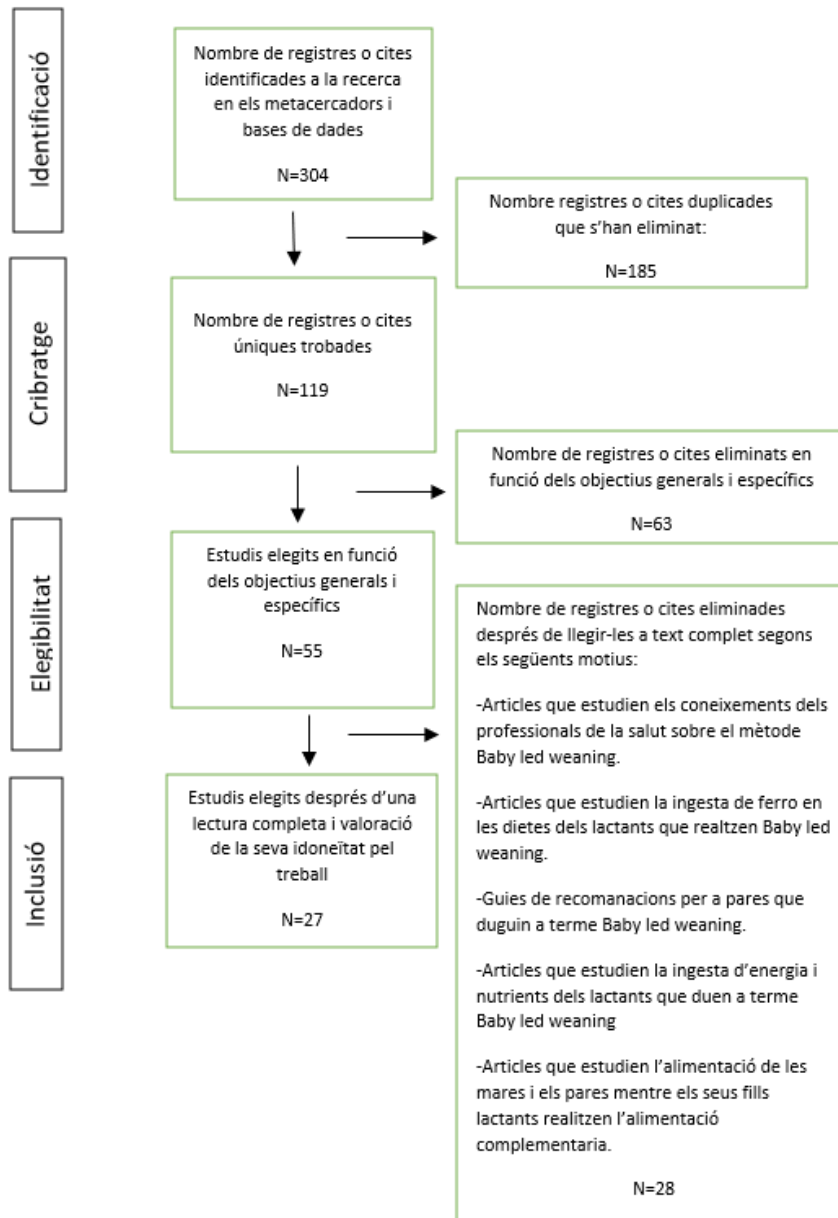 Identificació
Nombre de registres o cites
identificades a la recerca
en els metacercadors i
bases de dades
N=304
Nombre registres o cites duplicades
que s’han eliminat:
N=185
Cribratge
Nombre de registres o cites
úniques trobades
N=119
Nombre de registres o cites eliminats en
funció dels objectius generals i específics
N=63
Elegibilitat
Estudis elegits en funció
dels objectius generals i
específics
N=55
Nombre de registres o cites eliminades
després de llegir-les a text complet segons
els següents motius:
-Articles que estudien els coneixements dels
professionals de la salut sobre el mètode
Baby led weaning.
-Articles que estudien la ingesta de ferro en
les dietes dels lactants que realtzen Baby led
weaning.
-Guies de recomanacions per a pares que
duguin a terme Baby led weaning.
-Articles que estudien la ingesta d’energia i
nutrients dels lactants que duen a terme
Baby led weaning
-Articles que estudien l’alimentació de les
mares i els pares mentre els seus fills
lactants realitzen l’alimentació
complementaria.
N=28
Inclusió
Estudis elegits després d’una
lectura completa i valoració
de la seva idoneïtat pel
treball
N=27